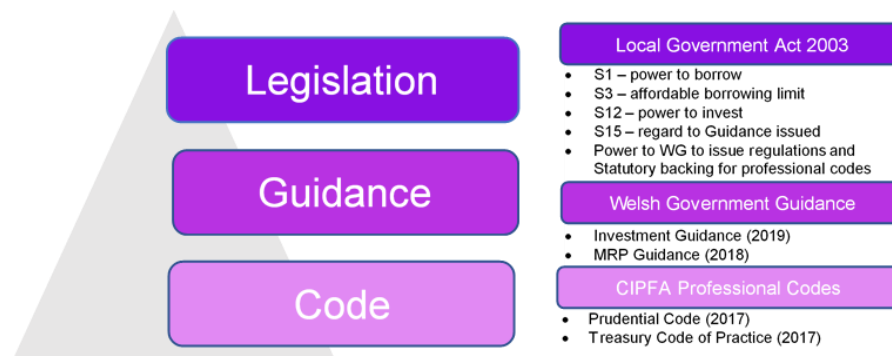 Legislation
Local Government Act 2003
• S1 – power to borrow
• S3 – affordable borrowing limit
• S12 – power to invest
• S15 – regard to Guidance issued
• Power to WG to issue regulations and
Statutory backing for professional codes
Guidance
Welsh Government Guidance
• Investment Guidance (2019)
• MRP Guidance (2018)
Code
CIPFA Professional Codes
• Prudential Code (2017)
• Treasury Code of Practice (2017)